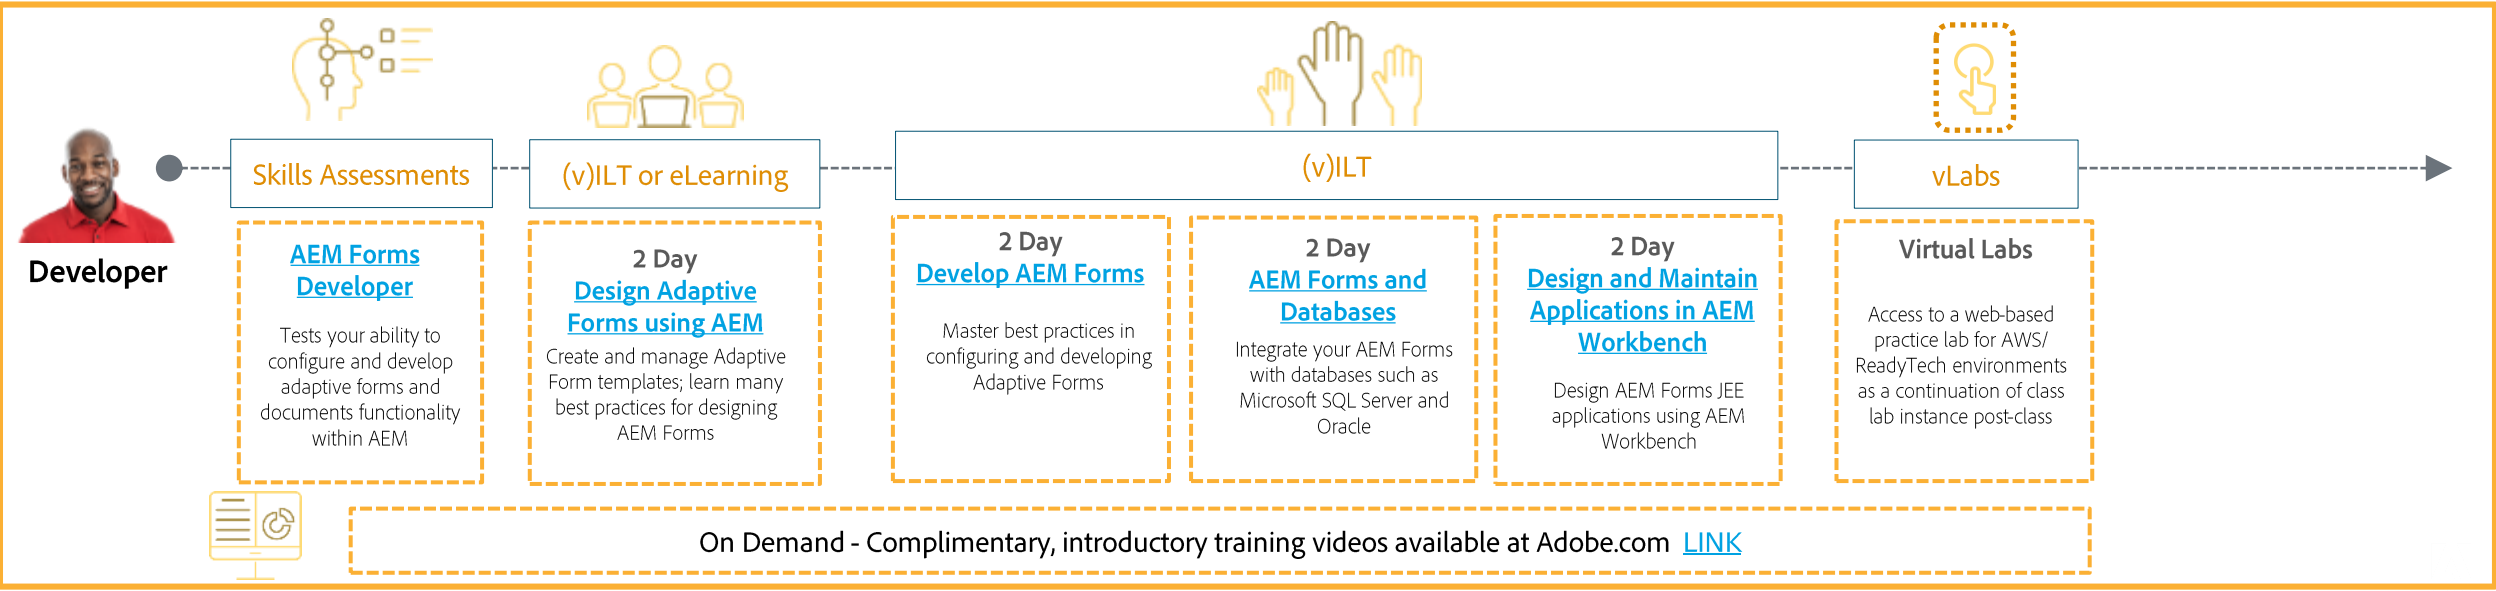 Developer
Skills Assessments
AEM Forms
Developer
Tests your ability to
configure and develop
adaptive forms and
documents functionality
within AEM
(v)ILT or eLearning
2 Day
Design Adaptive
Forms using AEM
Create and manage Adaptive
Form templates; learn many
best practices for designing
AEM Forms
(v)ILT
2 Day
Develop AEM Forms
Master best practices in
configuring and developing
Adaptive Forms
2 Day
AEM Forms and
Databases
Integrate your AEM Forms
with databases such as
Microsoft SQL Server and
Oracle
2 Day
Design and Maintain
Applications in AEM
Workbench
Design AEM Forms JEE
applications using AEM
Workbench
vLabs
Virtual Labs
Access to a web-based
practice lab for AWS/
ReadyTech environments
as a continuation of class
lab instance post-class
On Demand - Complimentary, introductory training videos available at Adobe.com LINK